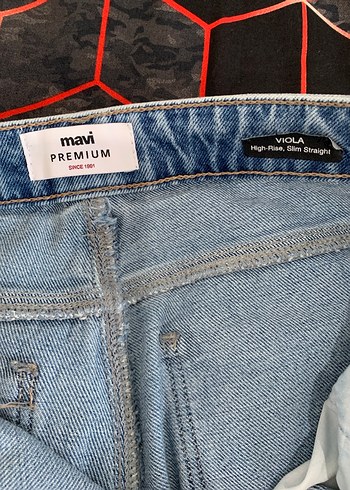 mavi
PREMIUM
SINCE 1991
VIOLA
High-Rise, Slim Straight